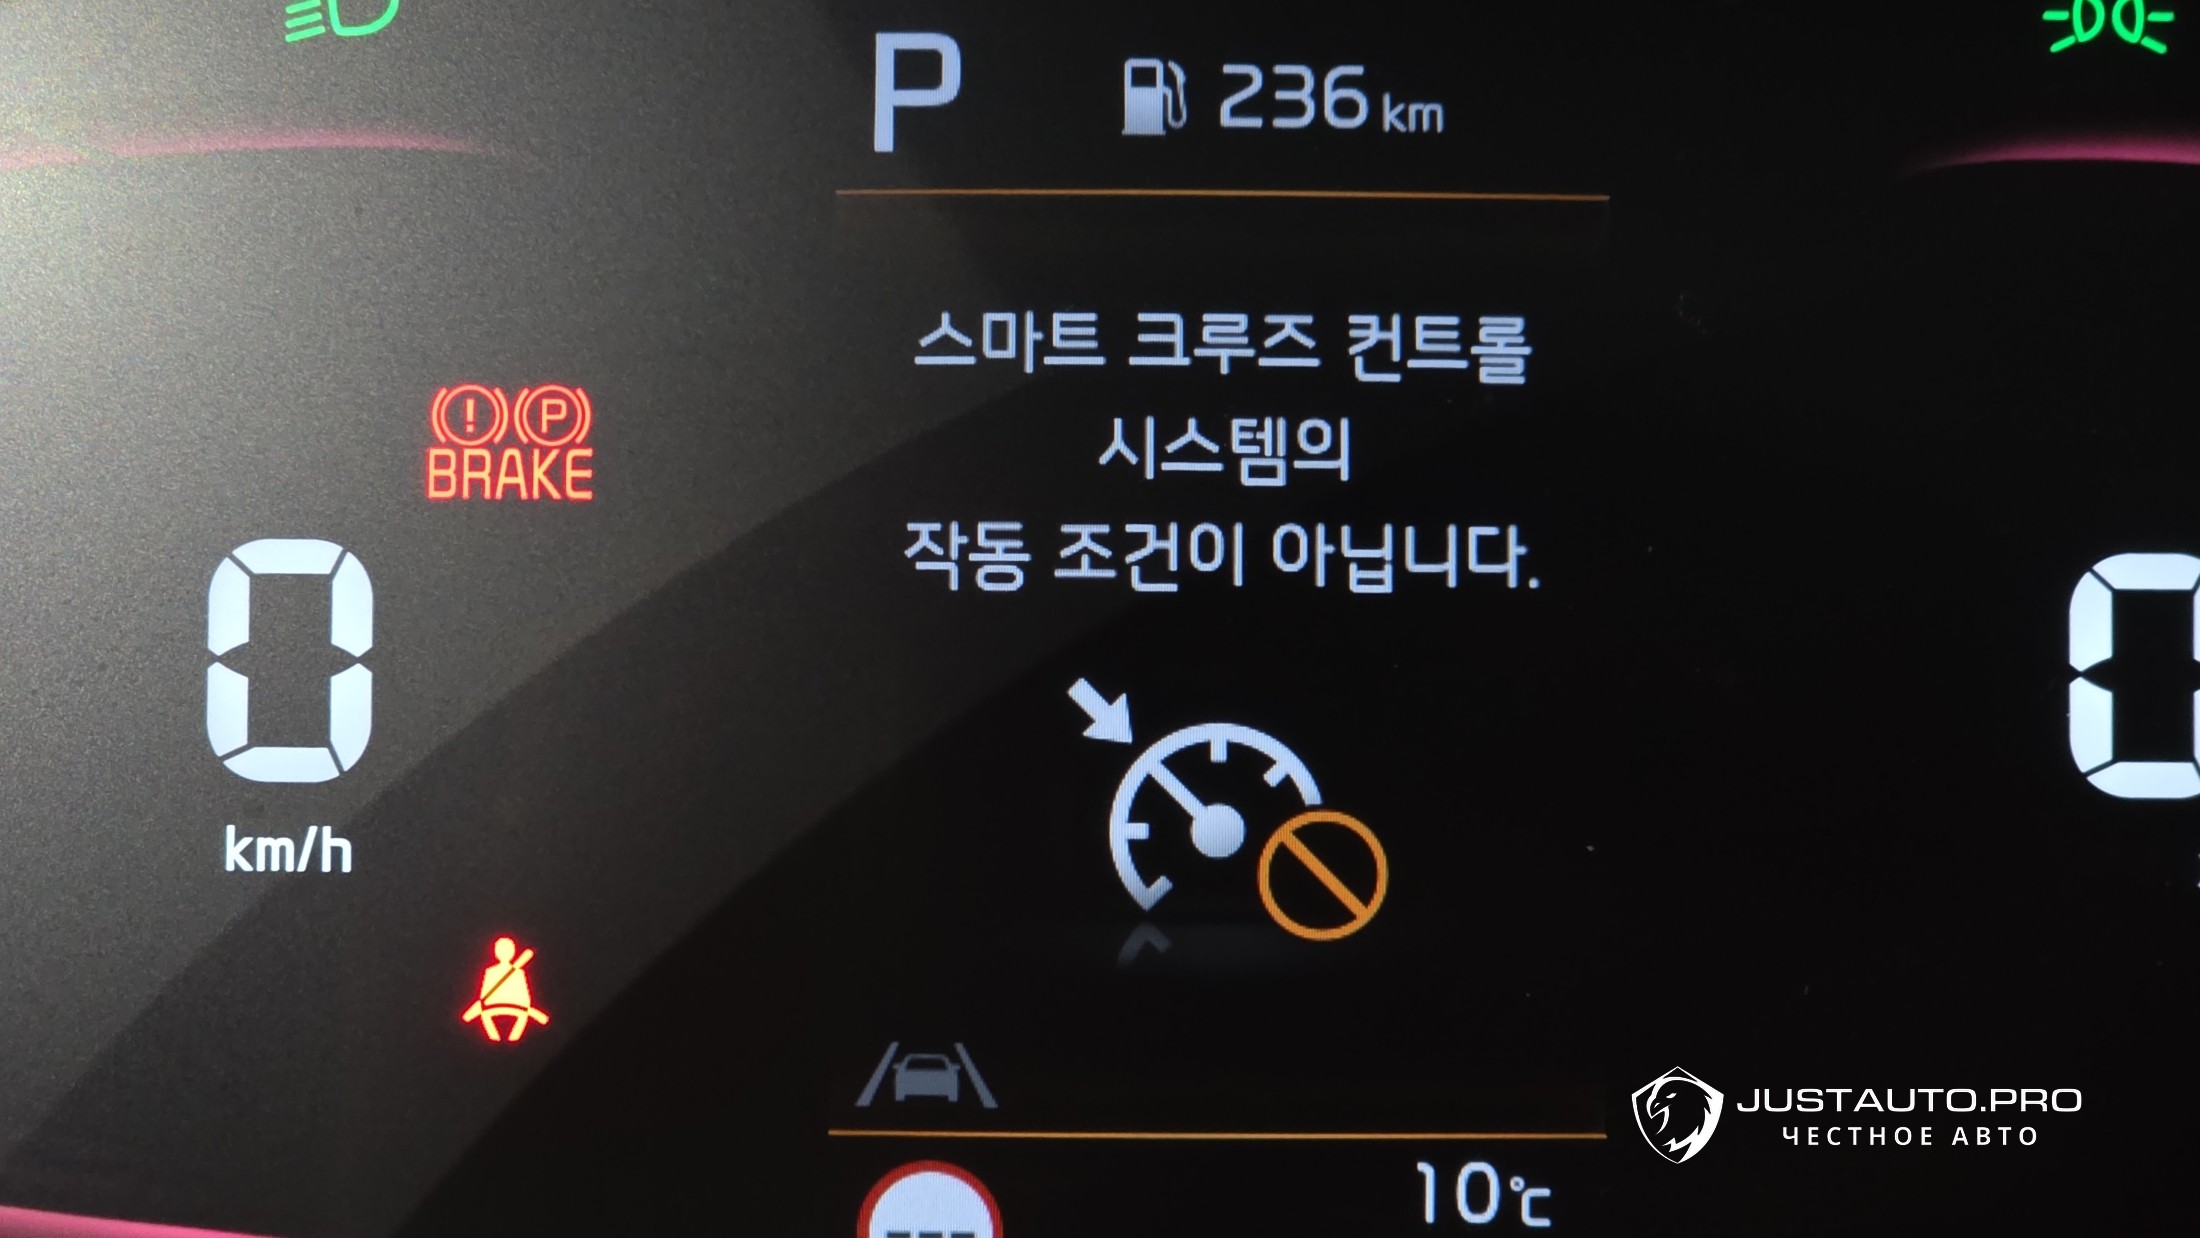 P
236 km
스마트 크루즈 컨트롤
시스템의
작동 조건이 아닙니다.
! P
BRAKE
0
0
km/h
JUSTAUTO.PRO
ЧЕСТНОЕ АВТО
---
10℃